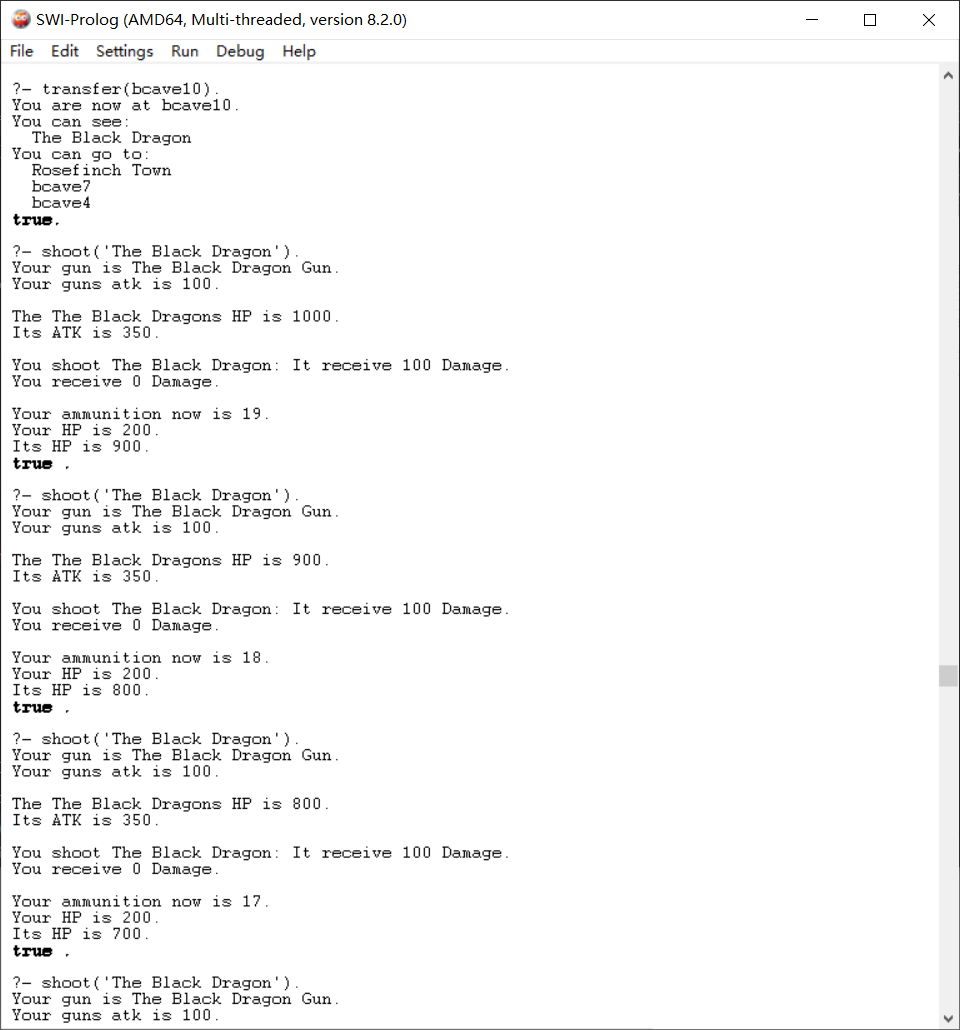 SWI-Prolog (AMD64, Multi-threaded, version 8.2.0)
File Edit Settings Run Debug Help
?- transfer(bcave10).
You are now at bcave10.
You can see:
  The Black Dragon
You can go to:
  Rosefinch Town
  bcave7
  bcave4
true.
?- shoot('The Black Dragon').
Your gun is The Black Dragon Gun.
Your guns atk is 100.
The The Black Dragons HP is 1000.
Its ATK is 350.
You shoot The Black Dragon: It receive 100 Damage.
You receive 0 Damage.
Your ammunition now is 19.
Your HP is 200.
Its HP is 900.
true .
?- shoot('The Black Dragon').
Your gun is The Black Dragon Gun.
Your guns atk is 100.
The The Black Dragons HP is 900.
Its ATK is 350.
You shoot The Black Dragon: It receive 100 Damage.
You receive 0 Damage.
Your ammunition now is 18.
Your HP is 200.
Its HP is 800.
true .
?- shoot('The Black Dragon').
Your gun is The Black Dragon Gun.
Your guns atk is 100.
The The Black Dragons HP is 800.
Its ATK is 350.
You shoot The Black Dragon: It receive 100 Damage.
You receive 0 Damage.
Your ammunition now is 17.
Your HP is 200.
Its HP is 700.
true .
?- shoot('The Black Dragon').
Your gun is The Black Dragon Gun.
Your guns atk is 100.